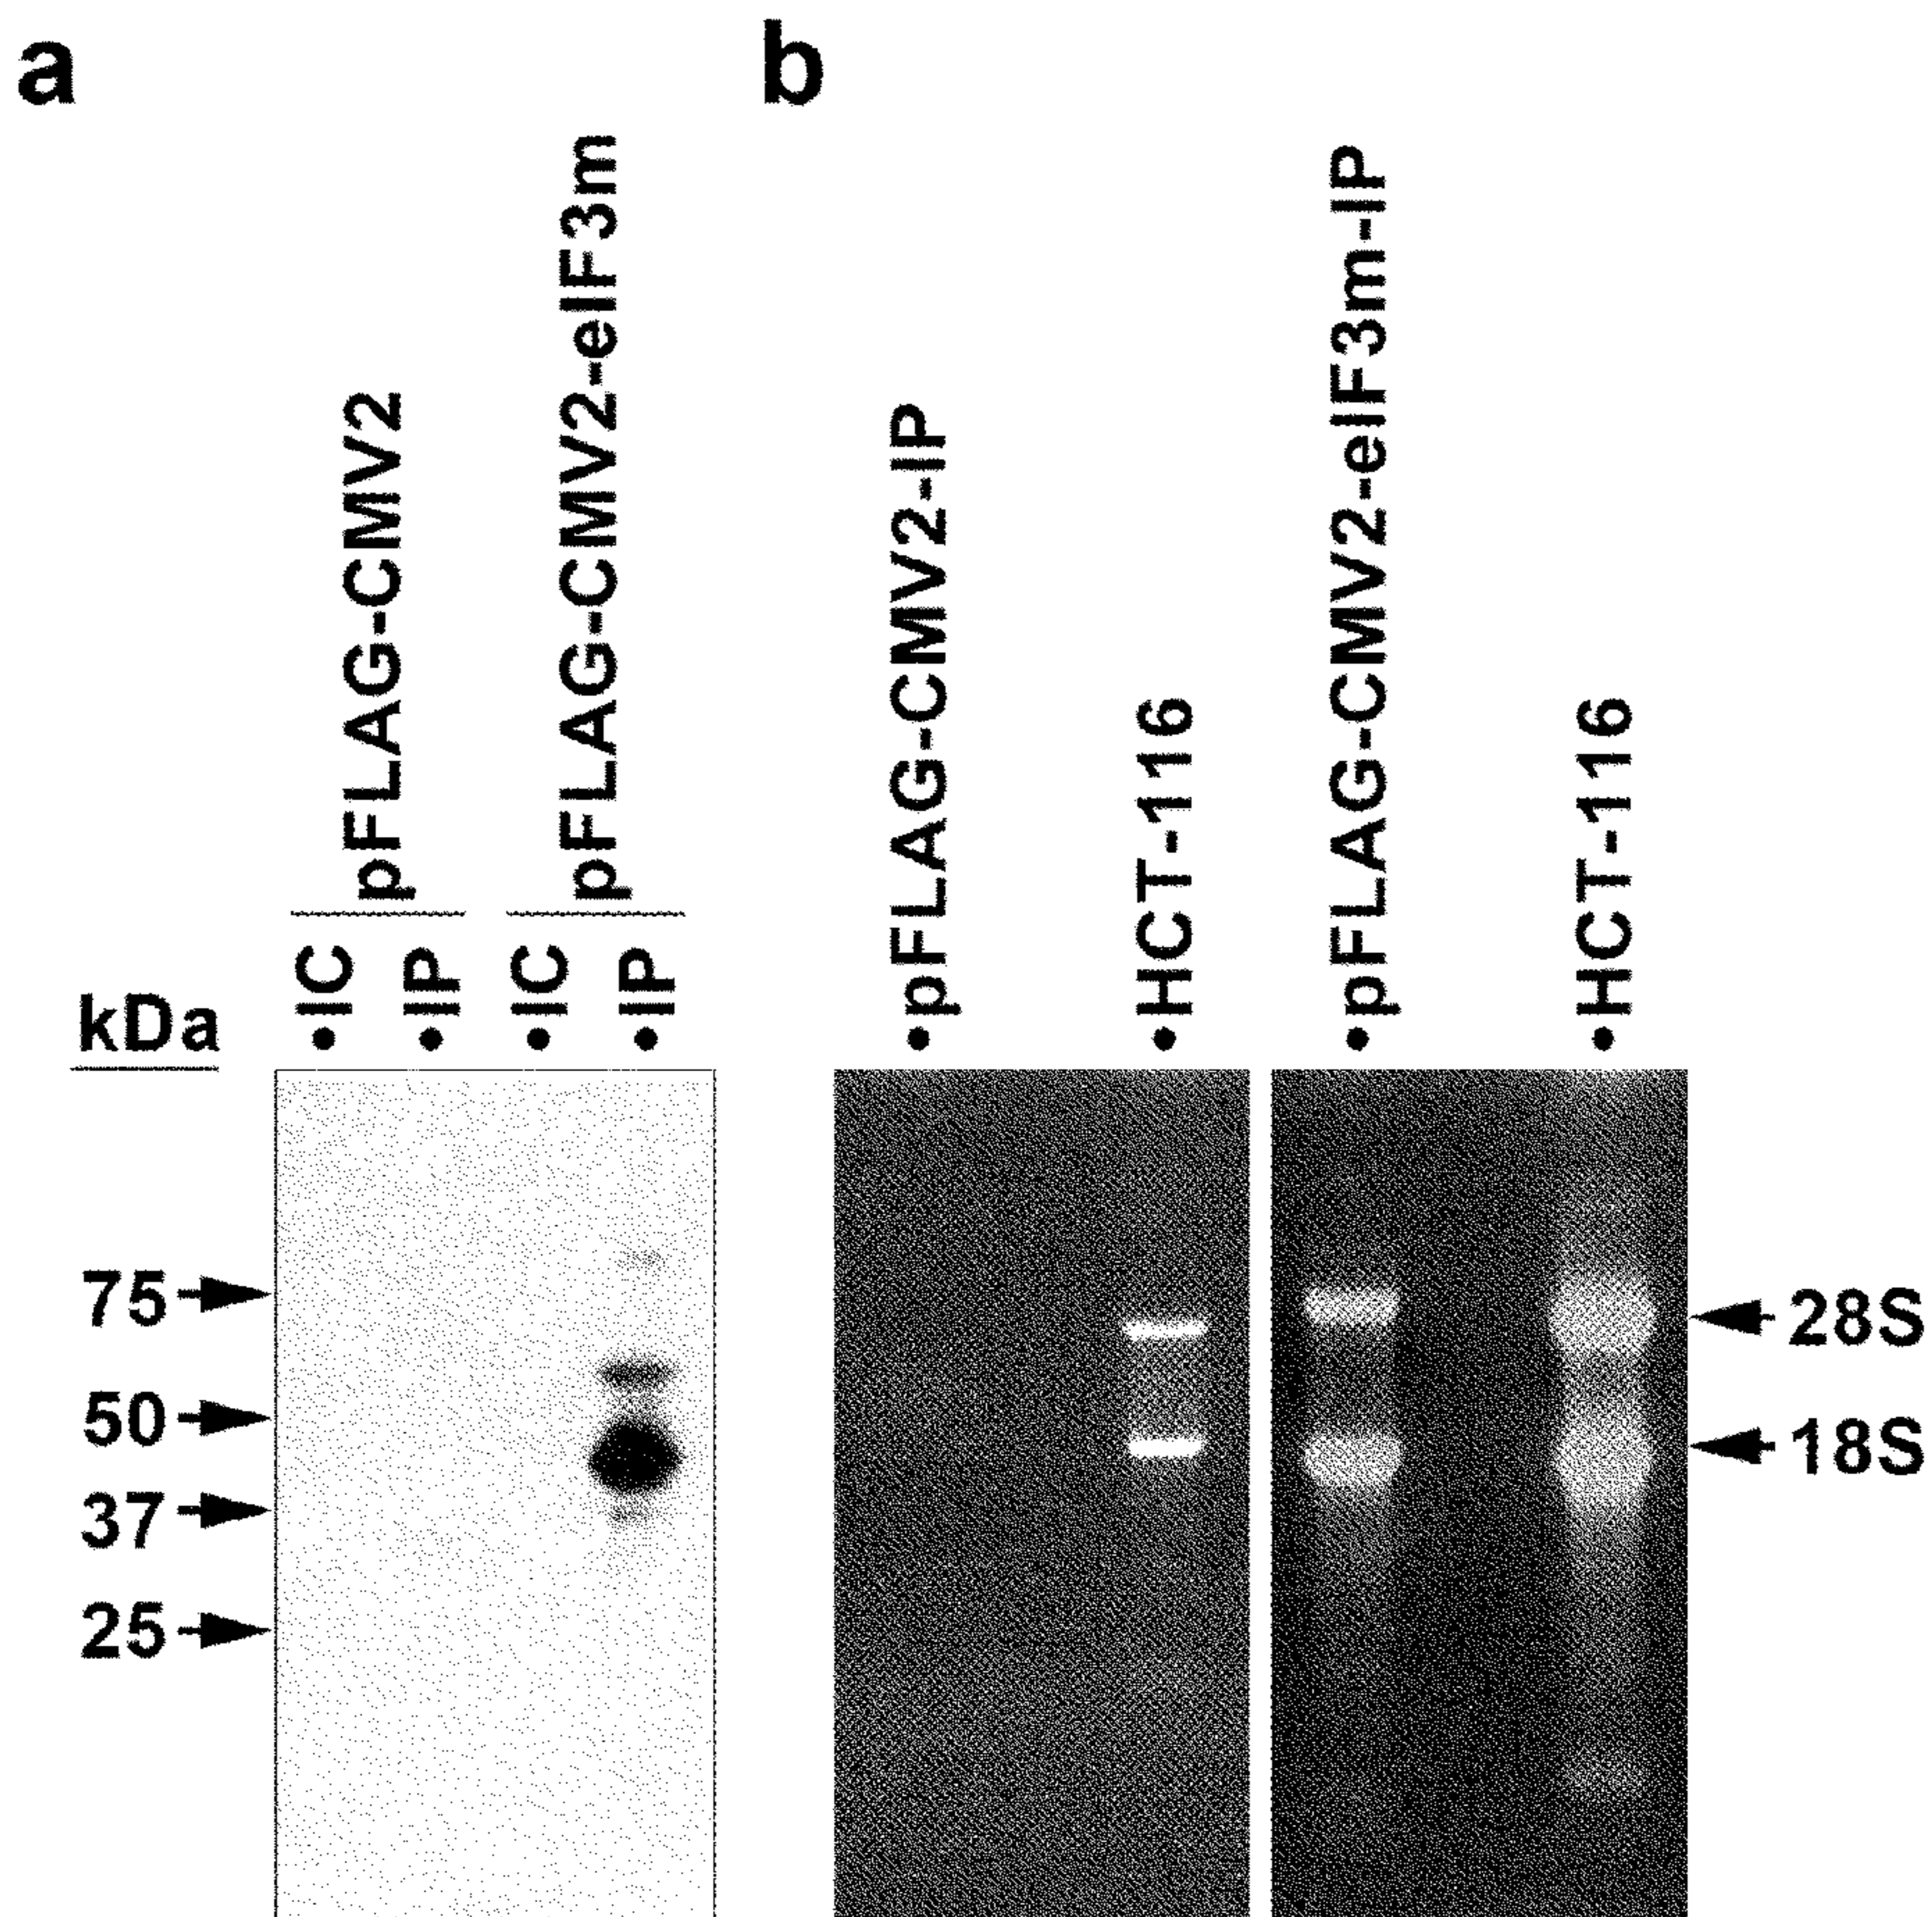 a
pFLAG-CMV2
pFLAG-CMV2-eIF3m
kDa
•IC
•IP
•IC
•IP
75
50
37
25
b
•pFLAG-CMV2-IP
•HCT-116
•pFLAG-CMV2-eIF3m-IP
•HCT-116
28S
18S